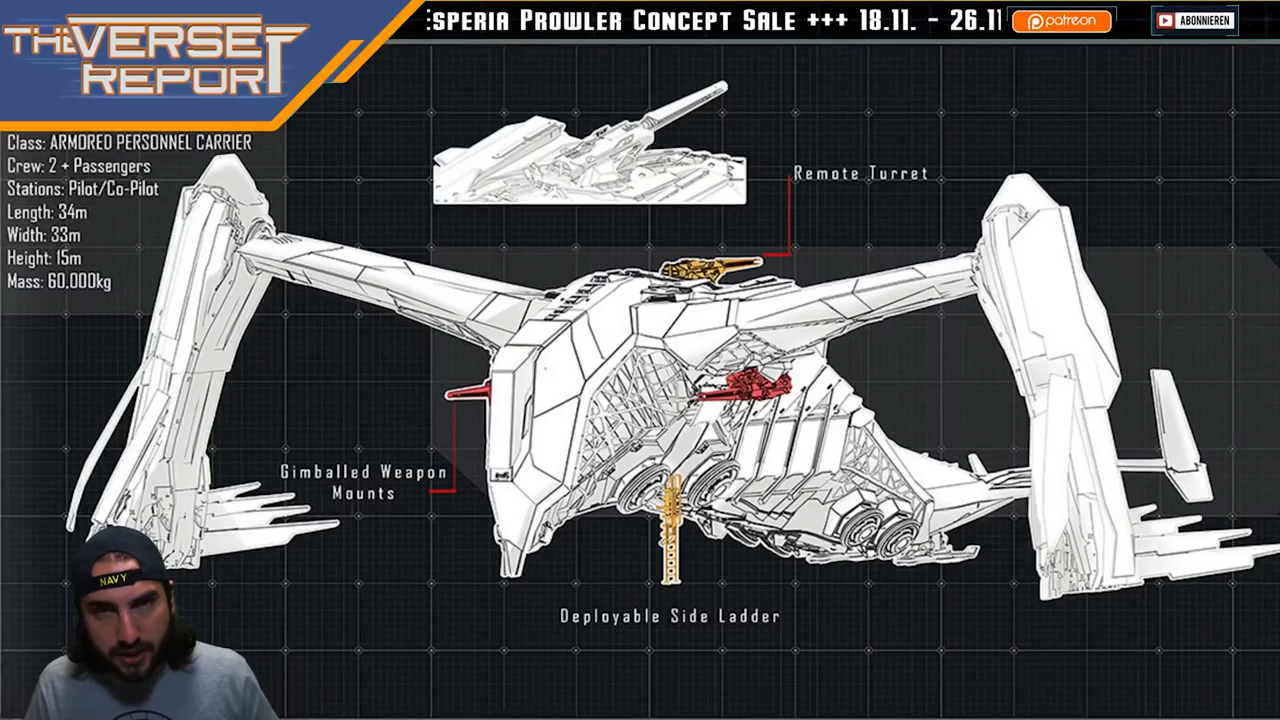 THE VERSE
REPORT
:SPERIA PROWLER CONCEPT SALE +++ 18.11. - 26.11
patreon
ABONNIEREN
Class: ARMORED PERSONNEL CARRIER
Crew: 2 + Passengers
Stations: Pilot/Co-Pilot
Length: 34m
Width: 33m
Height: 15m
Mass: 60,000kg
Remote Turret
Gimballed Weapon
Mounts
Deployable Side Ladder
NAVY